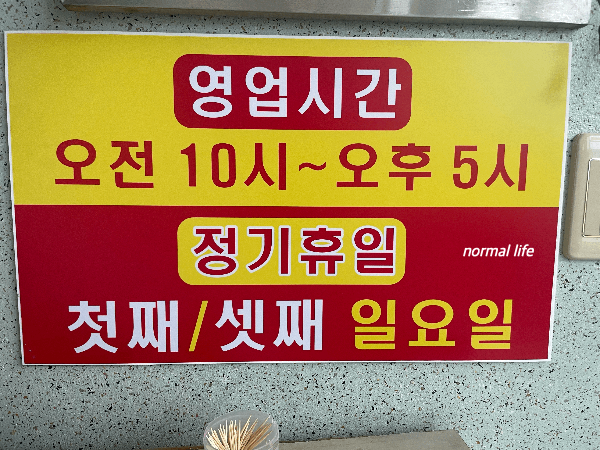 영업시간
오전 10시~오후 5시
정기휴일
normal life
첫째/셋째 일요일